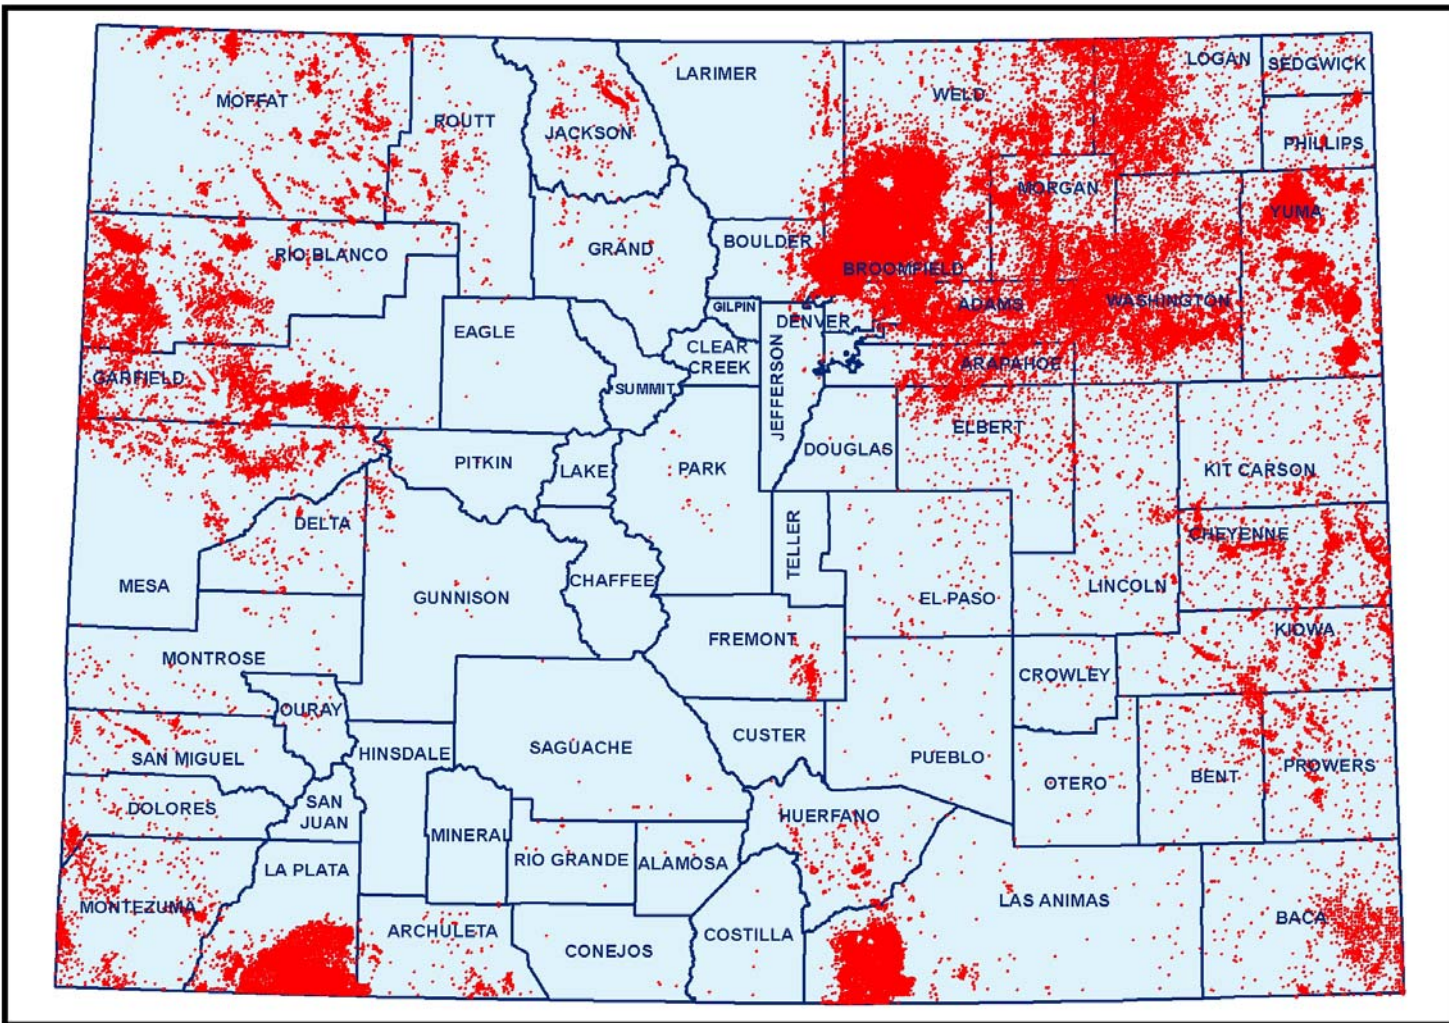 LOGAN
SEDGWICK
LARIMER
MOFFAT
WELD
ROUTT
JACKSON
PHILLIPS
MORGAN
YUMA
BOULDER
GRAND
RIO BLANCO
BROOMFIELD
WASHINGTON
ADAMS
GILPIN
DENVER
EAGLE
CLEAR
CREEK
ARAPAHOE
GARFIELD
SUMMIT
JEFFERSON
ELBERT
DOUGLAS
PITKIN
LAKE
PARK
KIT CARSON
DELTA
CHEYENNE
TELLER
CHAFFEE
MESA
LINCOLN
GUNNISON
EL PASO
KIOWA
FREMONT
MONTROSE
CROWLEY
OURAY
CUSTER
SAGUACHE
HINSDALE
SAN MIGUEL
PUEBLO
PROWERS
BENT
OTERO
DOLORES
SAN
JUAN
HUERFANO
MINERAL
RIO GRANDE
ALAMOSA
LA PLATA
LAS ANIMAS
MONTEZUMA
BACA
ARCHULETA
COSTILLA
CONEJOS